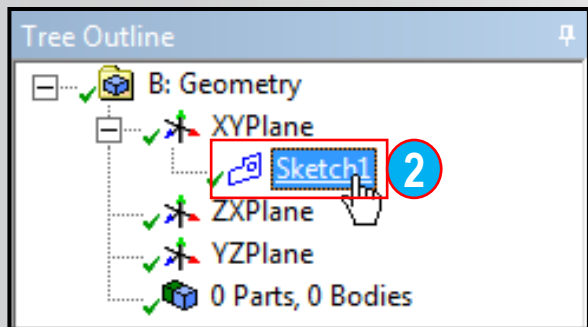 Tree Outline
B: Geometry
XYPlane
Sketch1 2
ZXPlane
YZPlane
0 Parts, 0 Bodies